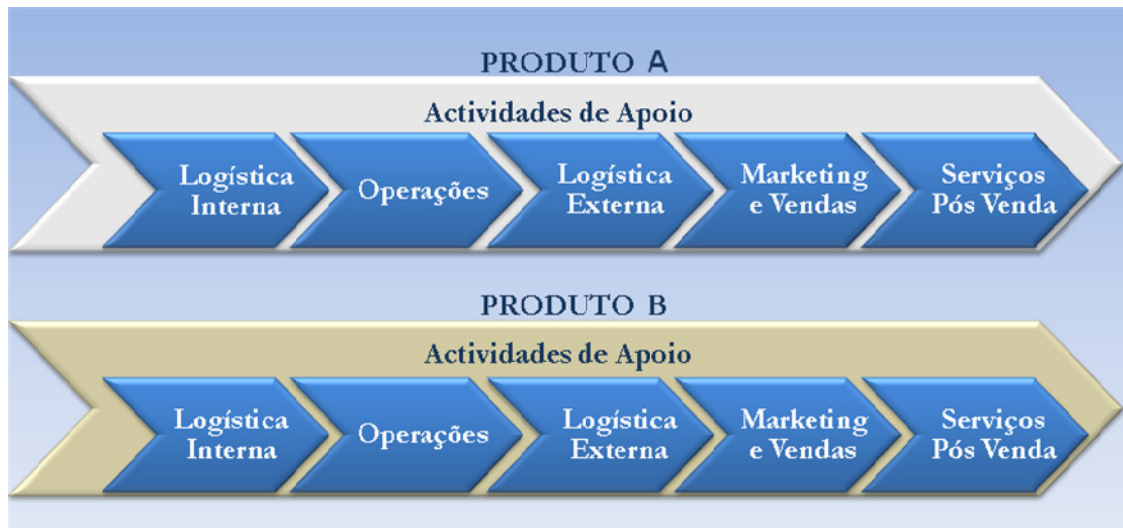 PRODUTO A
Actividades de Apoio
Logística
Interna
Operações
Logística
Externa
Marketing
e Vendas
Serviços
Pós Venda
PRODUTO B
Actividades de Apoio
Logística
Interna
Operações
Logística
Externa
Marketing
e Vendas
Serviços
Pós Venda